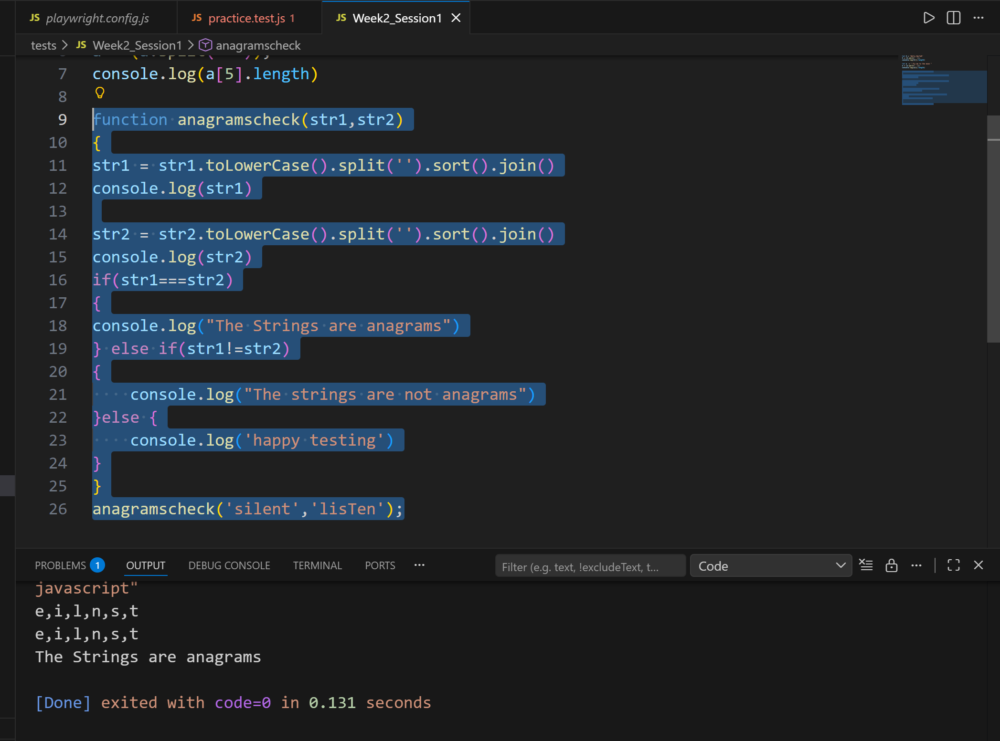 JS playwright.config.js JS practice.test.js 1 JS Week2_Session1
tests > JS Week2_Session1 > anagramscheck
7 console.log(a[5].length)
8
9 function anagramscheck(str1,str2)
10 {
11 str1 = str1.toLowerCase().split('').sort().join()
12 console.log(str1)
13
14 str2 = str2.toLowerCase().split('').sort().join()
15 console.log(str2)
16 if(str1===str2)
17 {
18 console.log("The Strings are anagrams")
19 } else if(str1!=str2)
20 {
21     console.log("The strings are not anagrams")
22 }else {
23     console.log('happy testing')
24 }
25 }
26 anagramscheck('silent','lisTen');
PROBLEMS 1 OUTPUT DEBUG CONSOLE TERMINAL PORTS ... Filter (e.g. text, !excludeText, t... Code
javascript"
e,i,l,n,s,t
e,i,l,n,s,t
The Strings are anagrams
[Done] exited with code=0 in 0.131 seconds